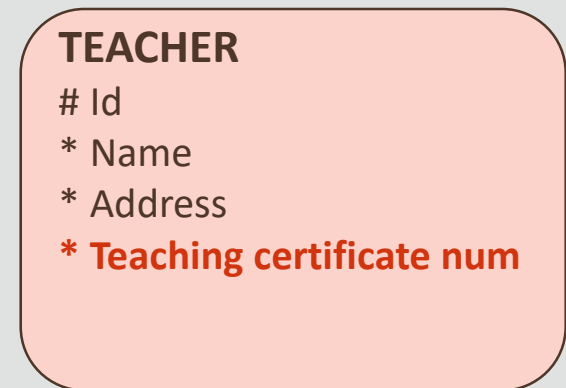 TEACHER
# Id
* Name
* Address
* Teaching certificate num